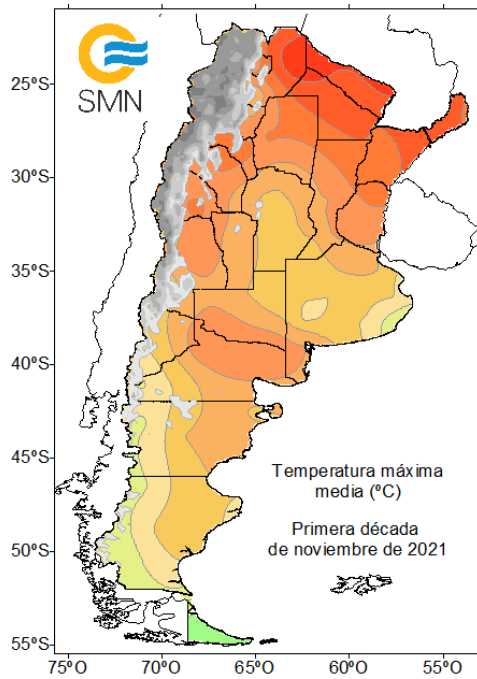 SMN
25°S
30°S
35°S
40°S
45°S
50°S
55°S
Temperatura máxima
media (ºC)
Primera década
de noviembre de 2021
75°O 70°O 65°O 60°O 55°O